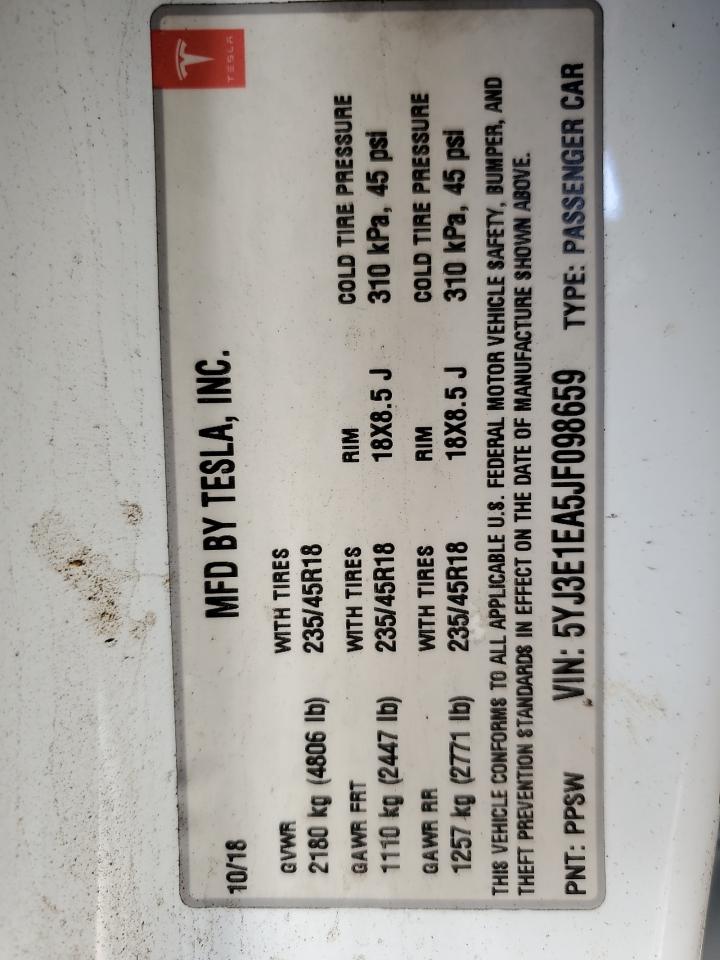 TESLA
10/18 MFD BY TESLA, INC.
GVWR WITH TIRES
2180 kg (4806 lb) 235/45R18
GAWR FRT WITH TIRES RIM COLD TIRE PRESSURE
1110 kg (2447 lb) 235/45R18 18X8.5 J 310 kPa, 45 psi
GAWR RR WITH TIRES RIM COLD TIRE PRESSURE
1257 kg (2771 lb) 235/45R18 18X8.5 J 310 kPa, 45 psi
THIS VEHICLE CONFORMS TO ALL APPLICABLE U.S. FEDERAL MOTOR VEHICLE SAFETY, BUMPER, AND
THEFT PREVENTION STANDARDS IN EFFECT ON THE DATE OF MANUFACTURE SHOWN ABOVE.
PNT: PPSW VIN: 5YJ3E1EA5JF098659 TYPE: PASSENGER CAR